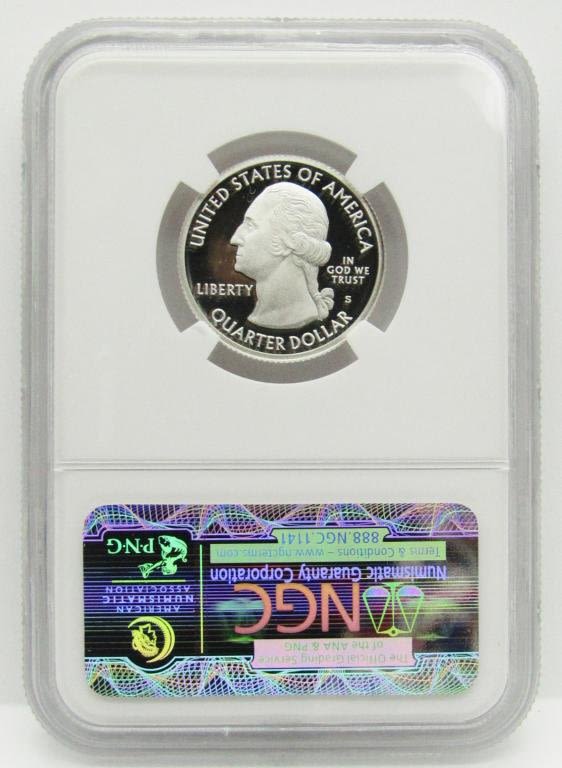 UNITED STATES OF AMERICA
LIBERTY
IN
GOD WE
TRUST
S
QUARTER DOLLAR
The Official Grading Service
of the ANA & PNG
NGC
Numismatic Guaranty Corporation
Terms & Conditions – www.ngcterms.com
888.NGC.1141
AMERICAN
NUMISMATIC
ASSOCIATION
P·N·G